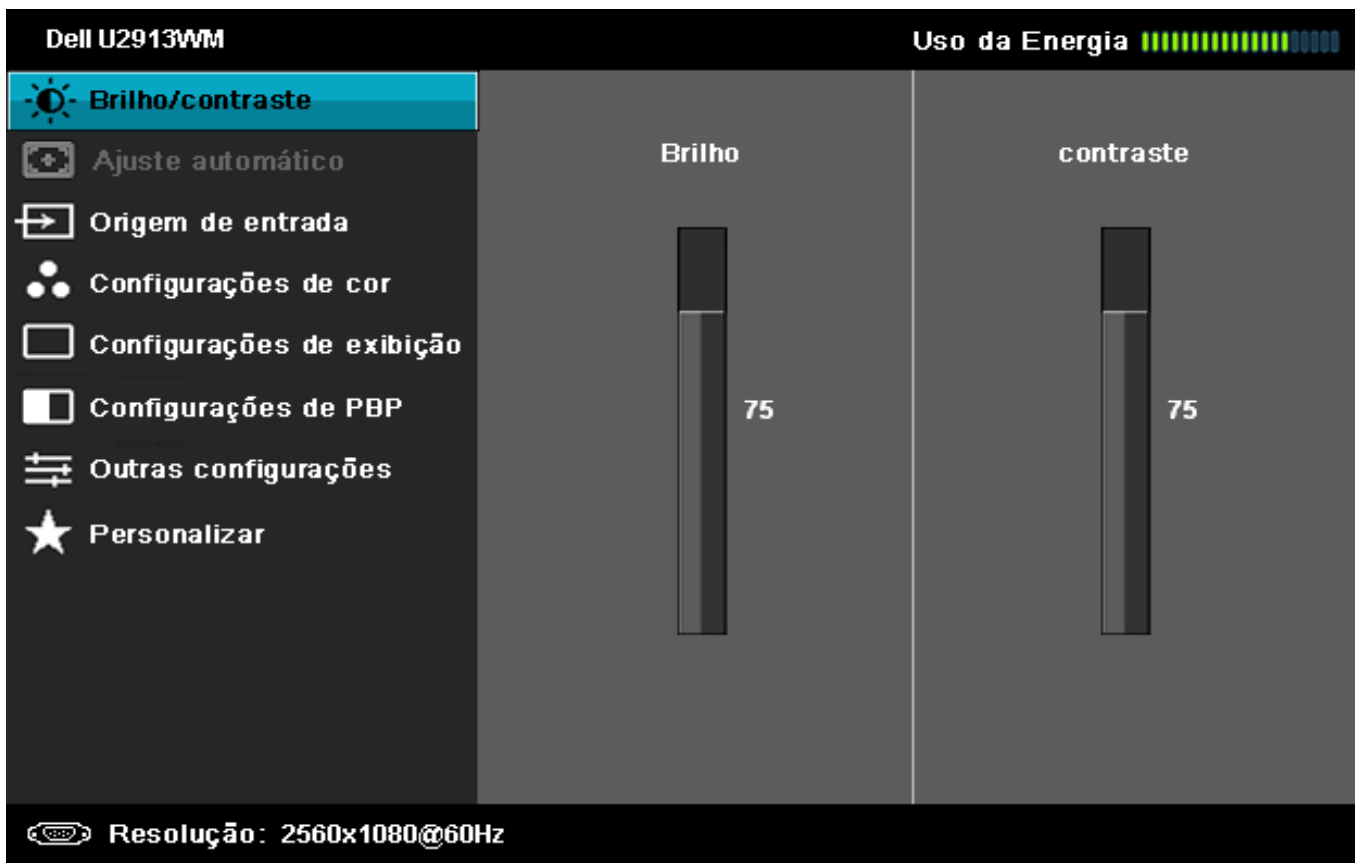 Dell U2913WM
Uso da Energia
Brilho/contraste
Ajuste automático
Origem de entrada
Configurações de cor
Configurações de exibição
Configurações de PBP
Outras configurações
Personalizar
Brilho
75
contraste
75
Resolução: 2560x1080@60Hz